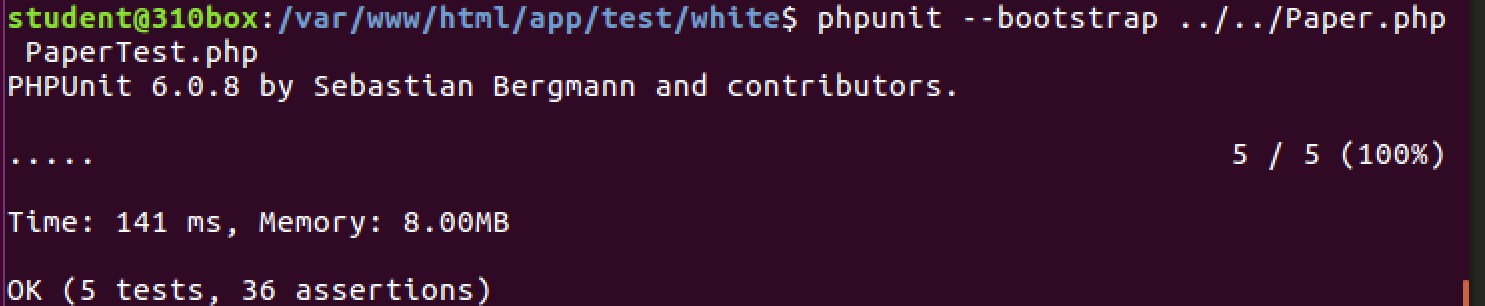 student@310box:/var/www/html/app/test/white$ phpunit --bootstrap ../../Paper.php
 PaperTest.php
PHPUnit 6.0.8 by Sebastian Bergmann and contributors.
..... 5 / 5 (100%)
Time: 141 ms, Memory: 8.00MB
OK (5 tests, 36 assertions)